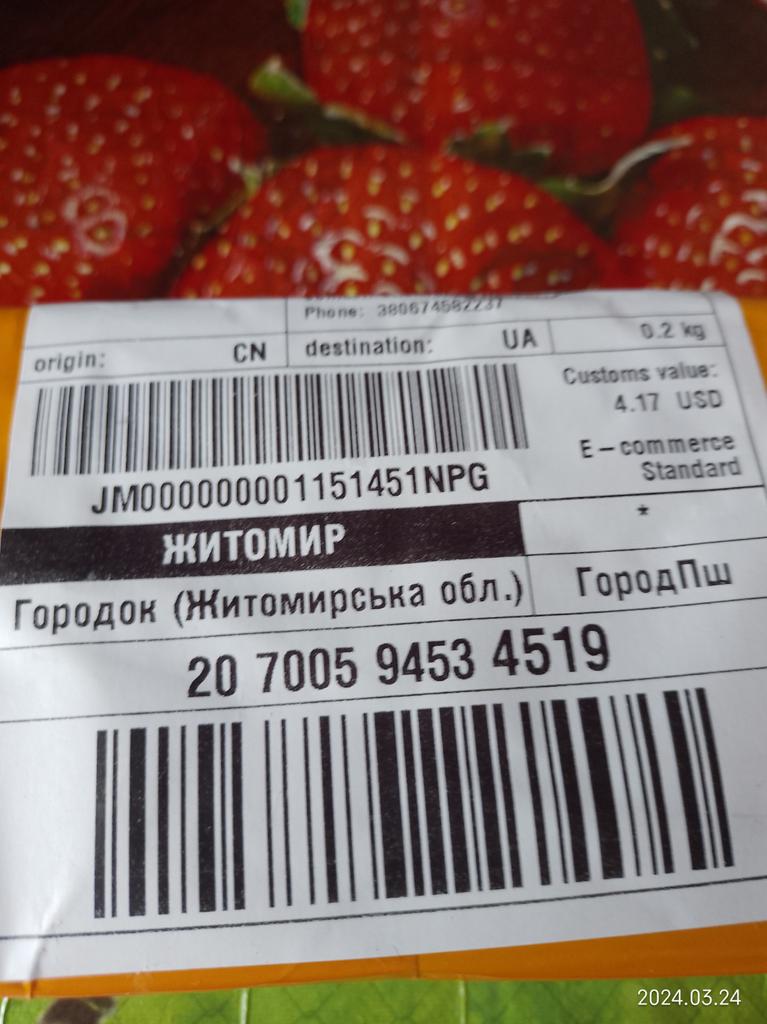 Phone: 380674582237
origin: CN destination: UA 0.2 kg
Customs value:
4.17 USD
E-commerce
Standard
JM000000001151451NPG
*
ЖИТОМИР
Городок (Житомирська обл.) ГородПш
20 7005 9453 4519
2024.03.24